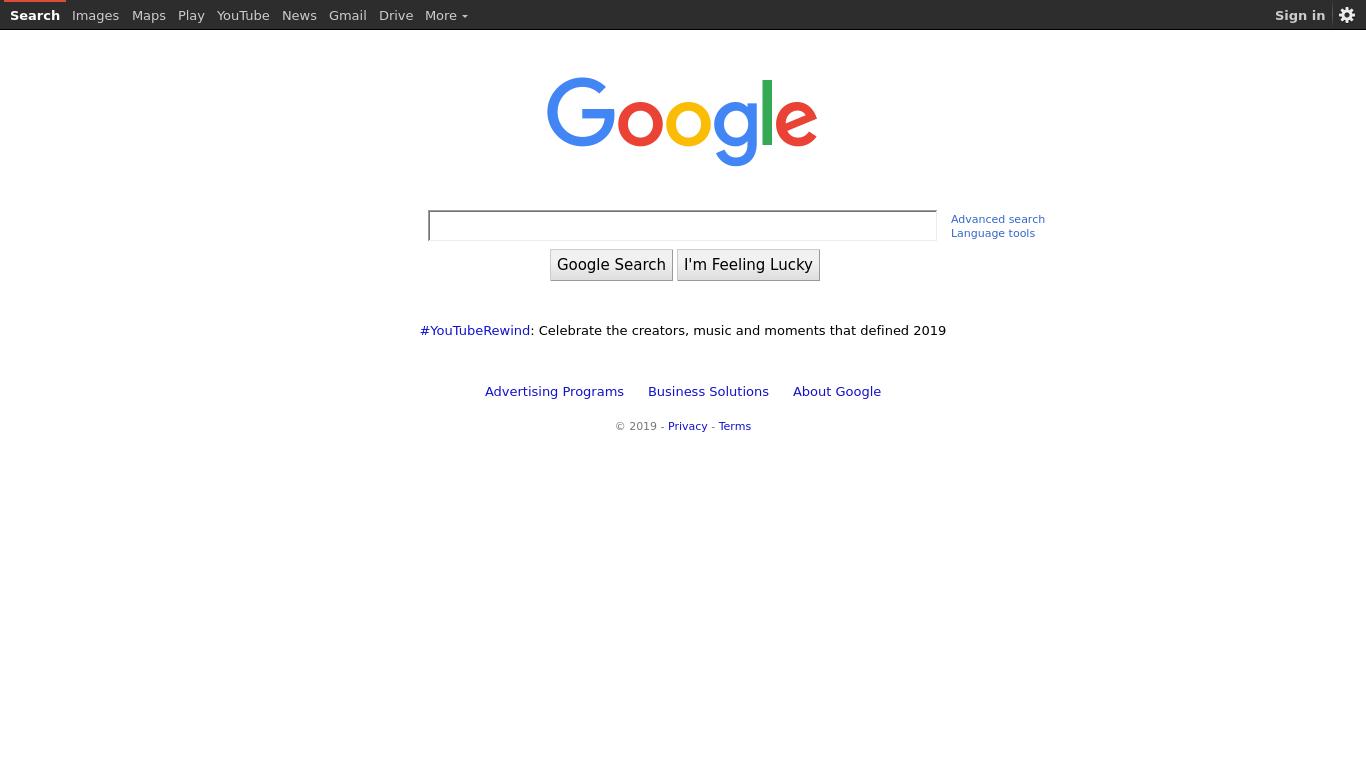 Search Images Maps Play YouTube News Gmail Drive More Sign in
Google
Advanced search
Language tools
Google Search I'm Feeling Lucky
#YouTubeRewind: Celebrate the creators, music and moments that defined 2019
Advertising Programs Business Solutions About Google
© 2019 - Privacy - Terms